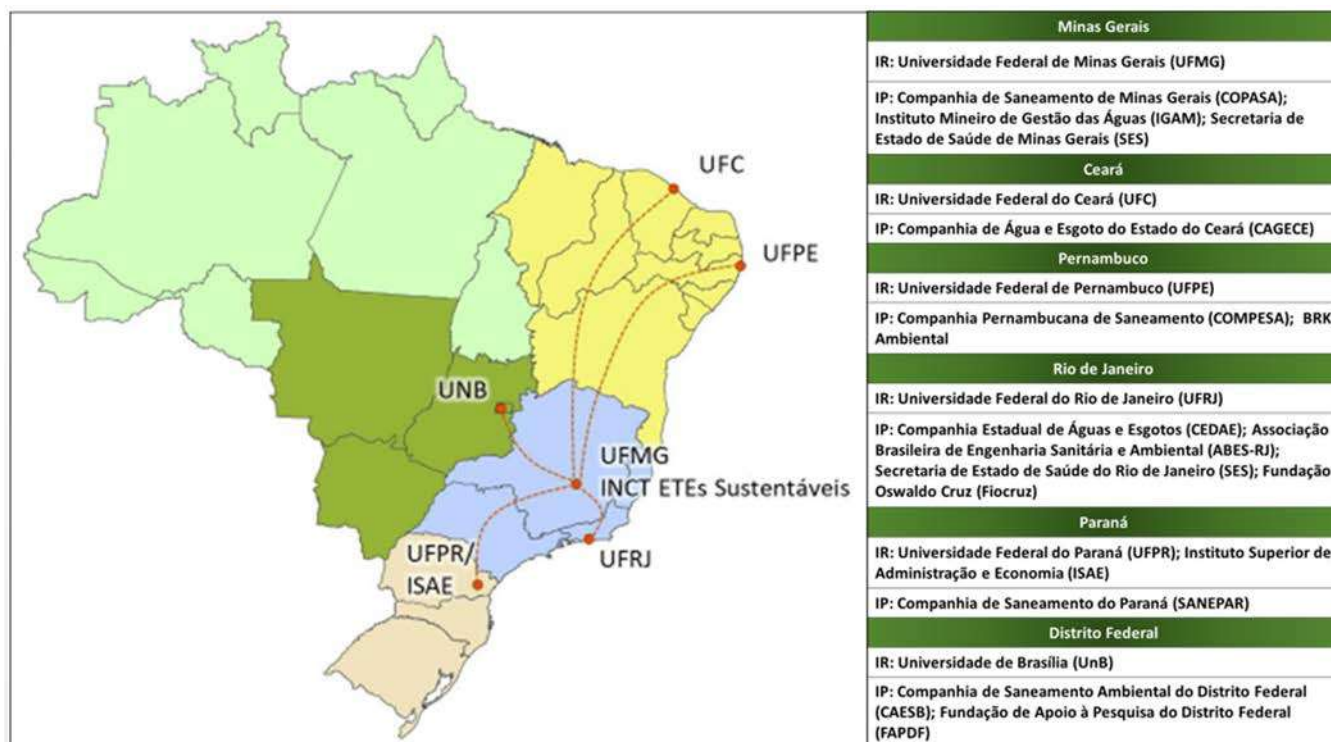 UFC
UFPE
UNB
UFMG
INCT ETEs Sustentáveis
UFPR/
ISAE
UFRJ
Minas Gerais
IR: Universidade Federal de Minas Gerais (UFMG)
IP: Companhia de Saneamento de Minas Gerais (COPASA);
Instituto Mineiro de Gestão das Águas (IGAM); Secretaria de
Estado de Saúde de Minas Gerais (SES)
Ceará
IR: Universidade Federal do Ceará (UFC)
IP: Companhia de Água e Esgoto do Estado do Ceará (CAGECE)
Pernambuco
IR: Universidade Federal de Pernambuco (UFPE)
IP: Companhia Pernambucana de Saneamento (COMPESA); BRK
Ambiental
Rio de Janeiro
IR: Universidade Federal do Rio de Janeiro (UFRJ)
IP: Companhia Estadual de Águas e Esgotos (CEDAE); Associação
Brasileira de Engenharia Sanitária e Ambiental (ABES-RJ);
Secretaria de Estado de Saúde do Rio de Janeiro (SES); Fundação
Oswaldo Cruz (Fiocruz)
Paraná
IR: Universidade Federal do Paraná (UFPR); Instituto Superior de
Administração e Economia (ISAE)
IP: Companhia de Saneamento do Paraná (SANEPAR)
Distrito Federal
IR: Universidade de Brasília (UnB)
IP: Companhia de Saneamento Ambiental do Distrito Federal
(CAESB); Fundação de Apoio à Pesquisa do Distrito Federal
(FAPDF)